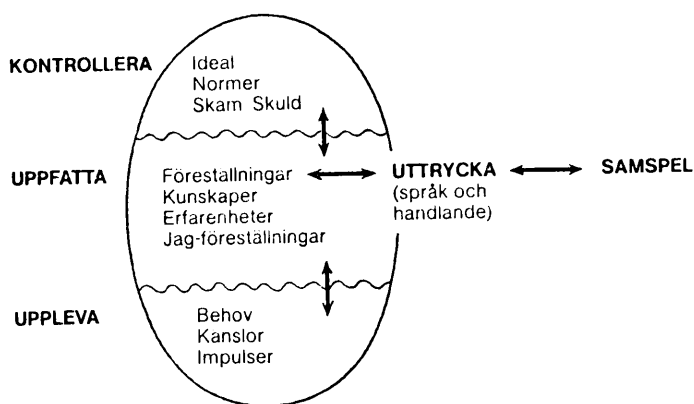 KONTROLLERA
Ideal
Normer
Skam Skuld
UPPFATTA
Föreställningar
Kunskaper
Erfarenheter
Jag-föreställningar
UTTRYCKA
(språk och
handlande)
SAMSPEL
UPPLEVA
Behov
Kanslor
Impulser